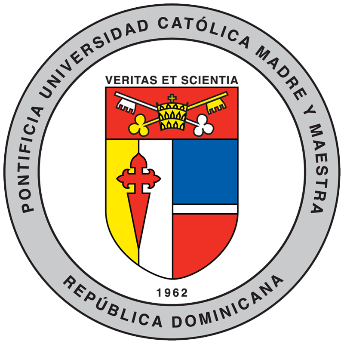 PONTIFICIA UNIVERSIDAD CATÓLICA MADRE Y MAESTRA
VERITAS ET SCIENTIA
1962
REPÚBLICA DOMINICANA